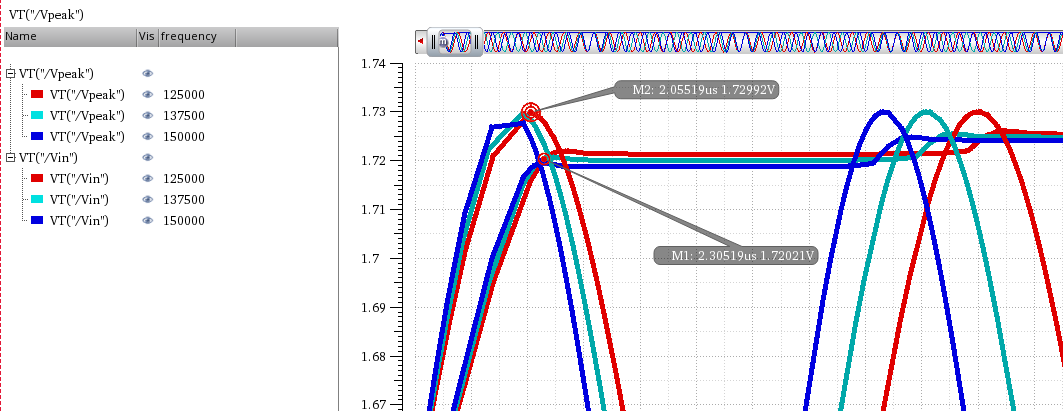 VT("/Vpeak")
Name Vis frequency
VT("/Vpeak")
VT("/Vpeak") 125000
VT("/Vpeak") 137500
VT("/Vpeak") 150000
VT("/Vin")
VT("/Vin") 125000
VT("/Vin") 137500
VT("/Vin") 150000
1.74
1.73
1.72
1.71
1.7
1.69
1.68
1.67
M2: 2.05519us 1.72992V
M1: 2.30519us 1.72021V